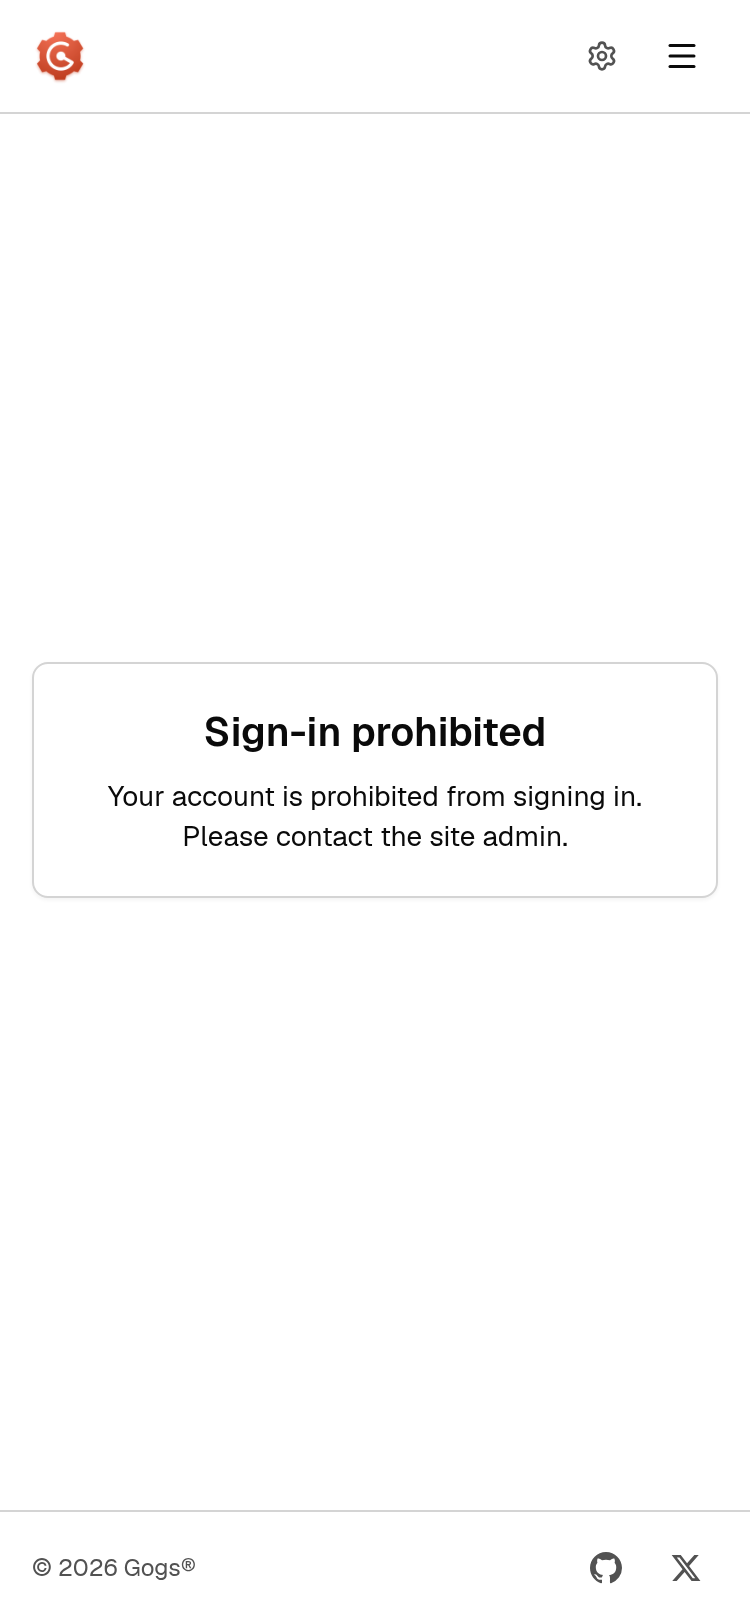 Sign-in prohibited
Your account is prohibited from signing in.
Please contact the site admin.
© 2026 Gogs®